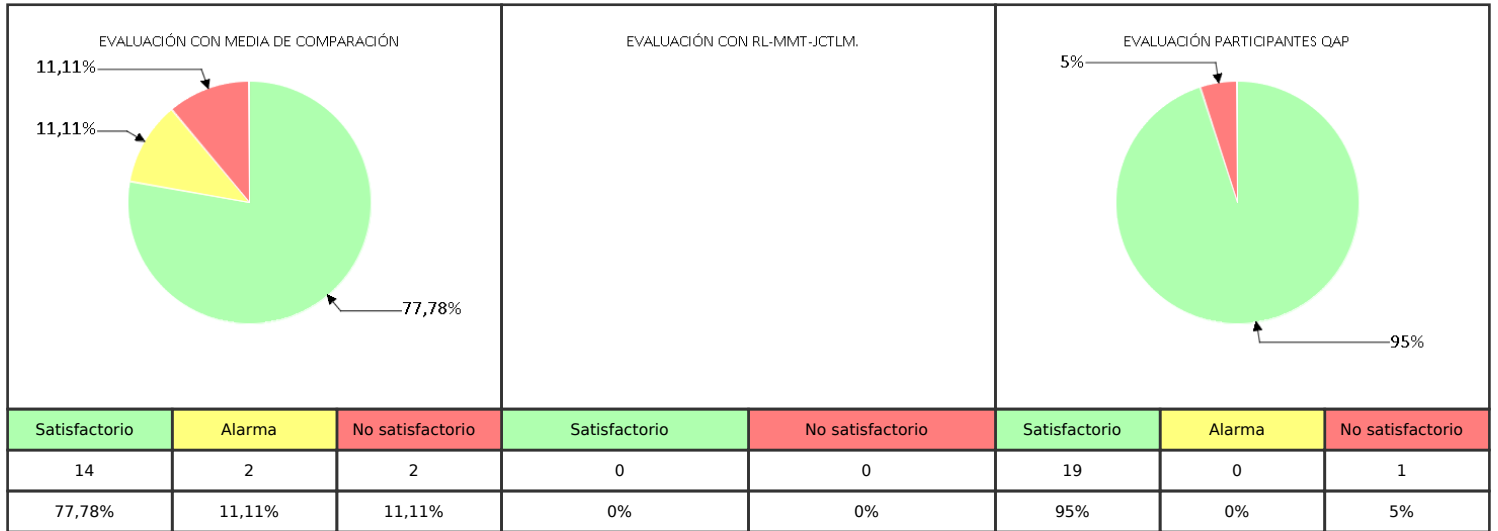 EVALUACIÓN CON MEDIA DE COMPARACIÓN
11,11%
11,11%
77,78%
EVALUACIÓN CON RL-MMT-JCTLM.
EVALUACIÓN PARTICIPANTES QAP
5%
95%
Satisfactorio Alarma No satisfactorio Satisfactorio No satisfactorio Satisfactorio Alarma No satisfactorio
14 2 2 0 0 19 0 1
77,78% 11,11% 11,11% 0% 0% 95% 0% 5%